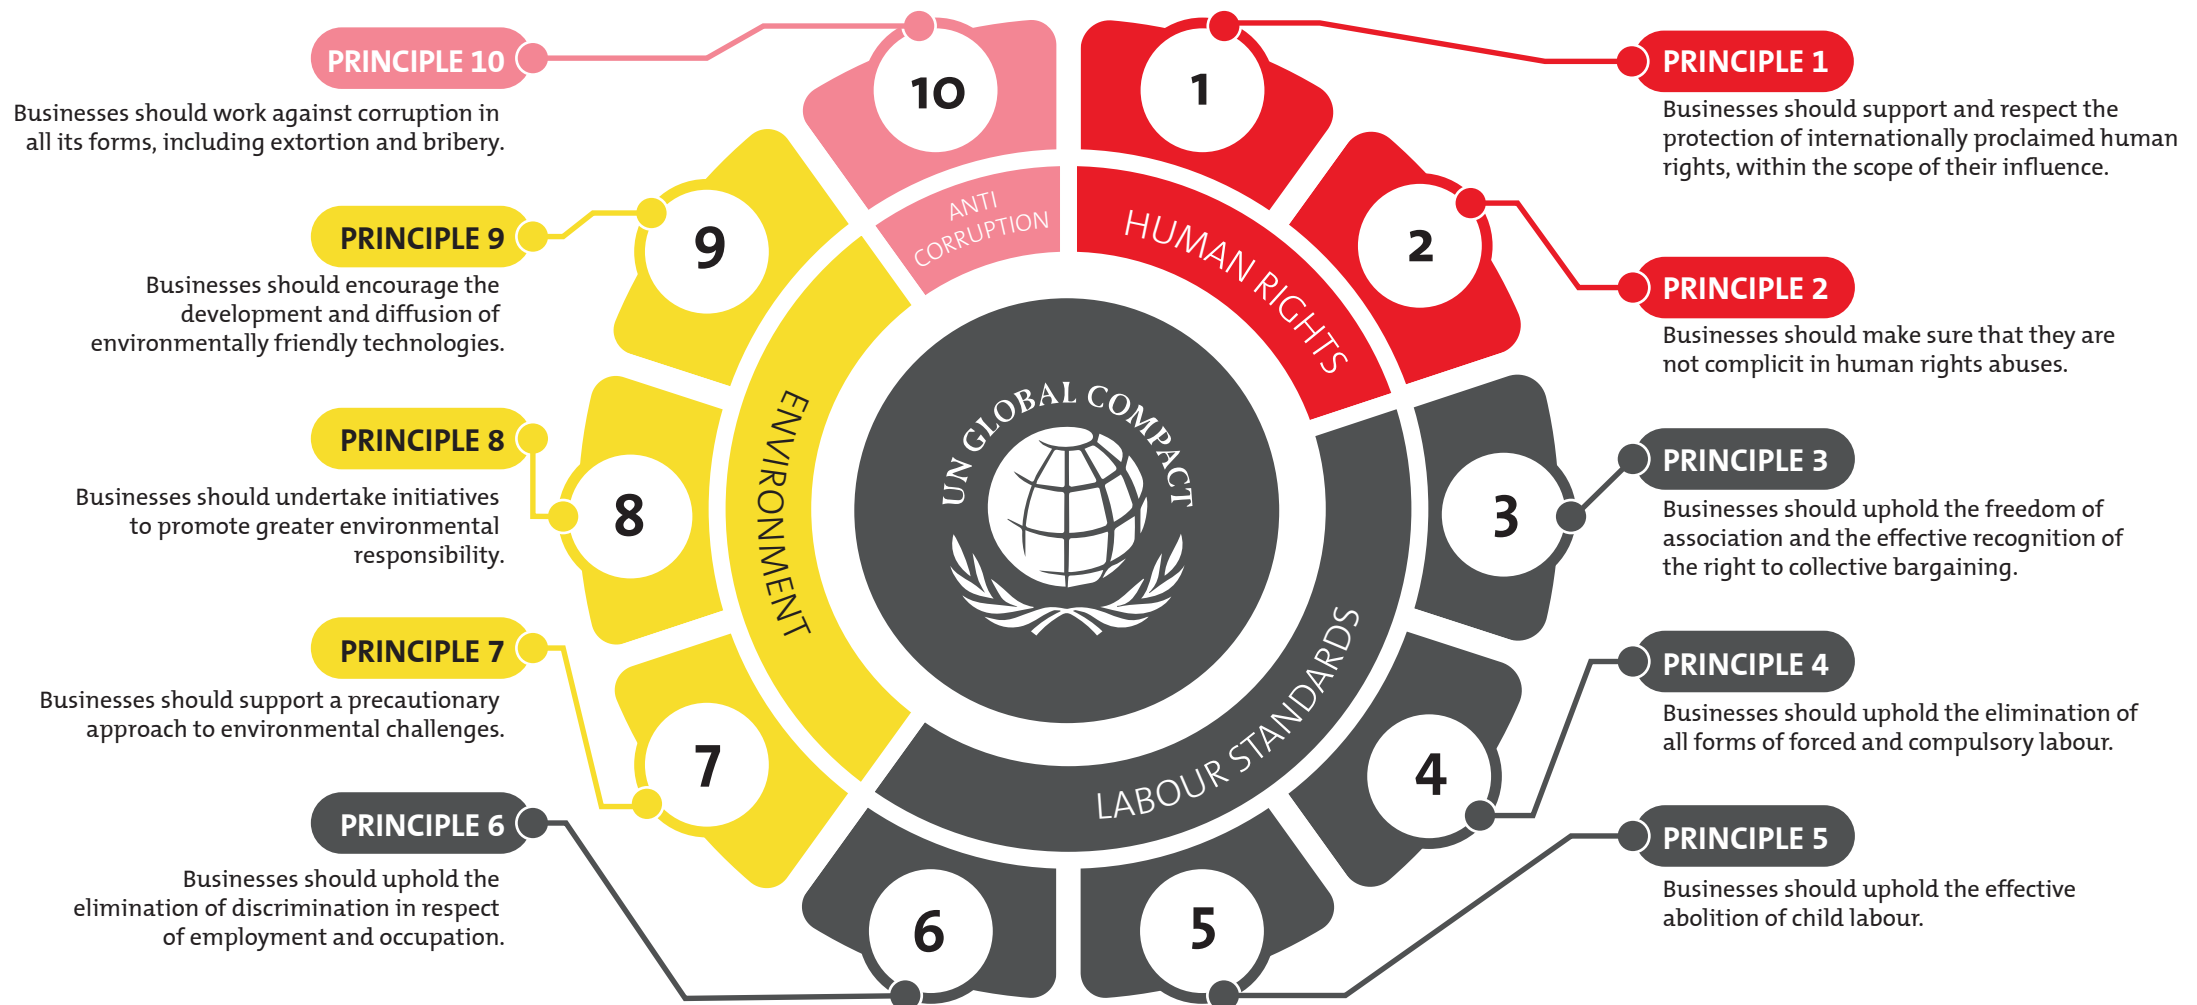 PRINCIPLE 1
Businesses should support and respect the
protection of internationally proclaimed human
rights, within the scope of their influence.
PRINCIPLE 2
Businesses should make sure that they are
not complicit in human rights abuses.
PRINCIPLE 3
Businesses should uphold the freedom of
association and the effective recognition of
the right to collective bargaining.
PRINCIPLE 4
Businesses should uphold the elimination of
all forms of forced and compulsory labour.
PRINCIPLE 5
Businesses should uphold the effective
abolition of child labour.
PRINCIPLE 6
Businesses should uphold the
elimination of discrimination in respect
of employment and occupation.
PRINCIPLE 7
Businesses should support a precautionary
approach to environmental challenges.
PRINCIPLE 8
Businesses should undertake initiatives
to promote greater environmental
responsibility.
PRINCIPLE 9
Businesses should encourage the
development and diffusion of
environmentally friendly technologies.
PRINCIPLE 10
Businesses should work against corruption in
all its forms, including extortion and bribery.
1
2
3
4
5
6
7
8
9
10
HUMAN RIGHTS
LABOUR STANDARDS
ENVIRONMENT
ANTI
CORRUPTION
UN GLOBAL COMPACT